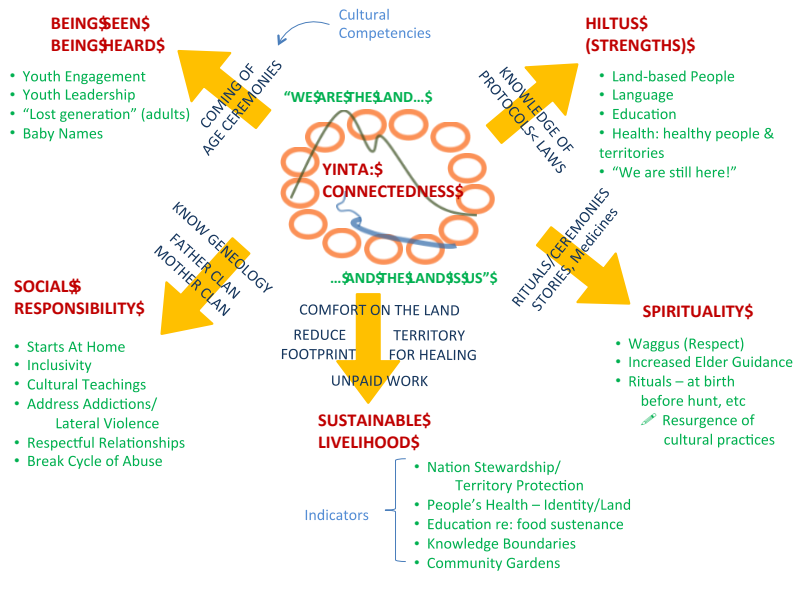 BEING$SEEN$
BEING$HEARD$
• Youth Engagement
• Youth Leadership
• “Lost generation” (adults)
• Baby Names
COMING OF
AGE CEREMONIES
Cultural
Competencies
“WE$ARE$THE$LAND…$
YINTA:$
CONNECTEDNESS$
…$AND$THE$LAND$IS$US”$
HILTUS$
(STRENGTHS)$
• Land-based People
• Language
• Education
• Health: healthy people &
territories
• “We are still here!”
KNOWLEDGE OF
PROTOCOLS< LAWS
KNOW GENEOLOGY
FATHER CLAN
MOTHER CLAN
SOCIAL$
RESPONSIBILITY$
• Starts At Home
• Inclusivity
• Cultural Teachings
• Address Addictions/
Lateral Violence
• Respectful Relationships
• Break Cycle of Abuse
COMFORT ON THE LAND
REDUCE
FOOTPRINT
TERRITORY
FOR HEALING
UNPAID WORK
SUSTAINABLE$
LIVELIHOOD$
Indicators
• Nation Stewardship/
Territory Protection
• People’s Health – Identity/Land
• Education re: food sustenance
• Knowledge Boundaries
• Community Gardens
RITUALS/CEREMONIES
STORIES, Medicines
SPIRITUALITY$
• Waggus (Respect)
• Increased Elder Guidance
• Rituals – at birth
before hunt, etc
Resurgence of
cultural practices